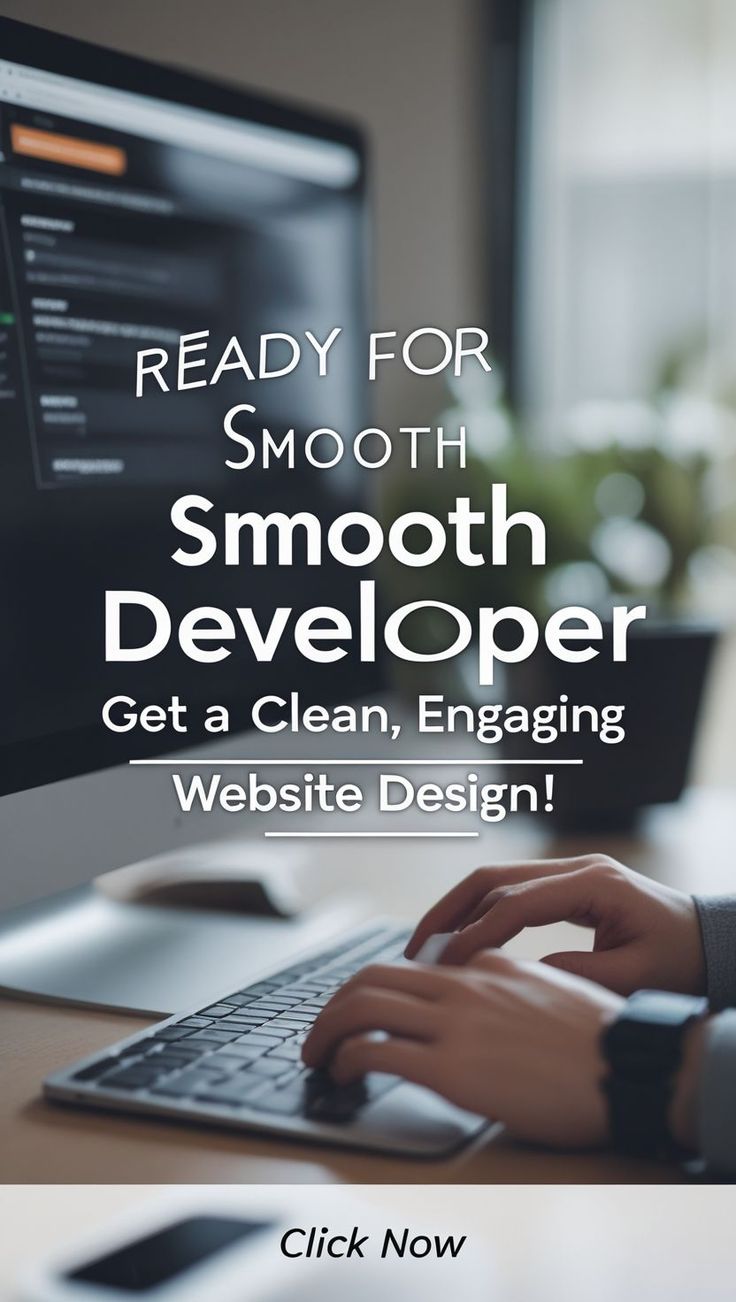 READY FOR
SMOOTH
Smooth
Developer
Get a Clean, Engaging
Website Design!
Click Now